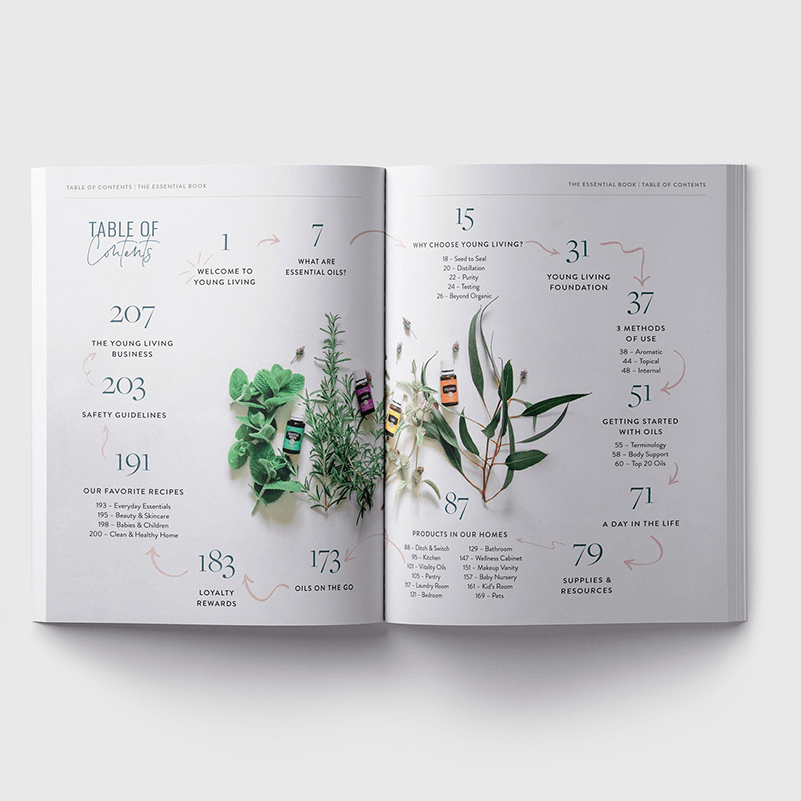 TABLE OF CONTENTS | THE ESSENTIAL BOOK
THE ESSENTIAL BOOK | TABLE OF CONTENTS
TABLE OF
Contents
1
WELCOME TO
YOUNG LIVING
7
WHAT ARE
ESSENTIAL OILS?
15
WHY CHOOSE YOUNG LIVING?
18 – Seed to Seal
20 – Distillation
22 – Purity
24 – Testing
26 – Beyond Organic
31
YOUNG LIVING
FOUNDATION
37
3 METHODS
OF USE
38 – Aromatic
44 – Topical
48 – Internal
51
GETTING STARTED
WITH OILS
55 – Terminology
58 – Body Support
60 – Top 20 Oils
71
A DAY IN THE LIFE
79
SUPPLIES &
RESOURCES
87
PRODUCTS IN OUR HOMES
88 – Ditch & Switch
95 – Kitchen
101 – Vitality Oils
105 – Pantry
117 – Laundry Room
121 – Bedroom
129 – Bathroom
147 – Wellness Cabinet
151 – Makeup Vanity
157 – Baby Nursery
161 – Kid's Room
169 – Pets
173
OILS ON THE GO
183
LOYALTY
REWARDS
191
OUR FAVORITE RECIPES
193 – Everyday Essentials
195 – Beauty & Skincare
198 – Babies & Children
200 – Clean & Healthy Home
203
SAFETY GUIDELINES
207
THE YOUNG LIVING
BUSINESS